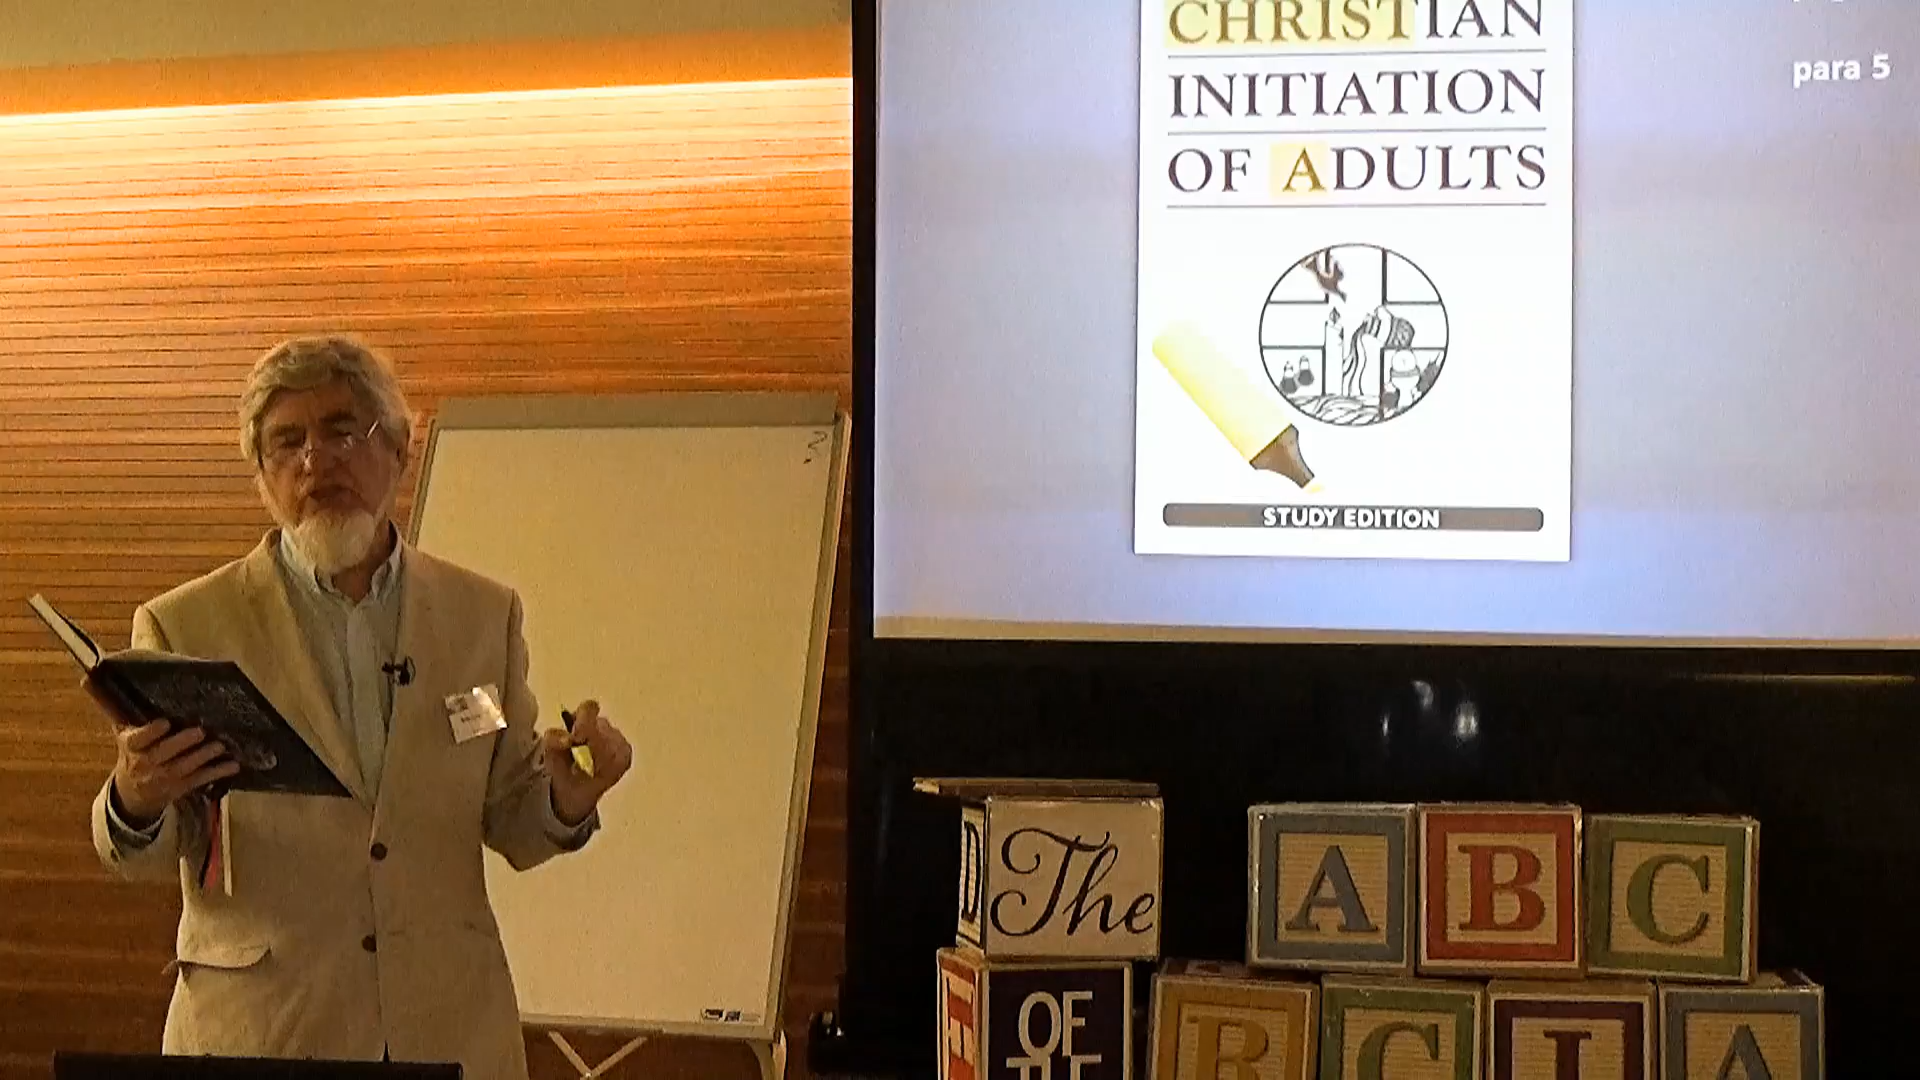 CHRISTIAN
INITIATION
OF ADULTS
para 5
STUDY EDITION
?
D The
A B C
OF
R C I A